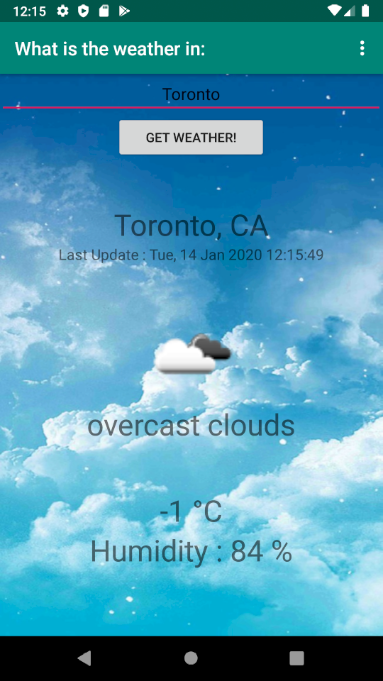 12:15
What is the weather in:
Toronto
GET WEATHER!
Toronto, CA
Last Update : Tue, 14 Jan 2020 12:15:49
overcast clouds
-1 °C
Humidity : 84 %